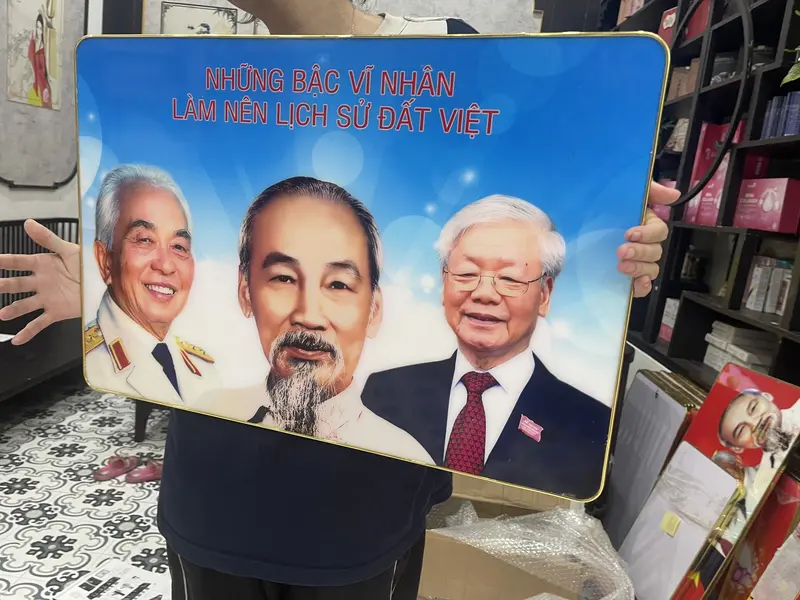 NHỮNG BẬC VĨ NHÂN
LÀM NÊN LỊCH SỬ ĐẤT VIỆT